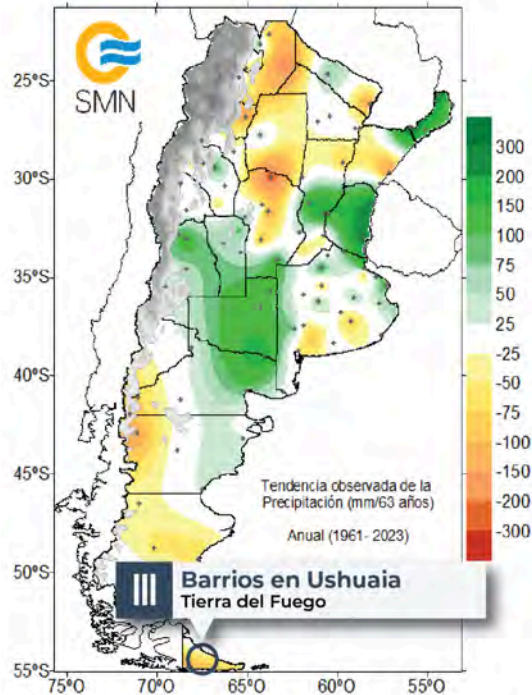 SMN
25°S
30°S
35°S
40°S
45°S
50°S
55°S
75°O
70°O
65°O
60°O
55°O
300
200
150
100
75
50
25
-25
-50
-75
-100
-150
-200
-300
Tendencia observada de la
Precipitación (mm/63 años)
Anual (1961- 2023)
III
Barrios en Ushuaia
Tierra del Fuego